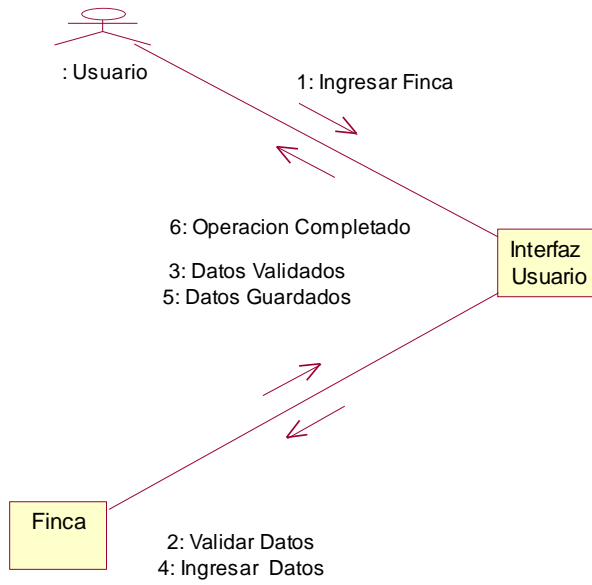 : Usuario
1: Ingresar Finca
6: Operacion Completado
3: Datos Validados
5: Datos Guardados
Interfaz
Usuario
Finca
2: Validar Datos
4: Ingresar Datos